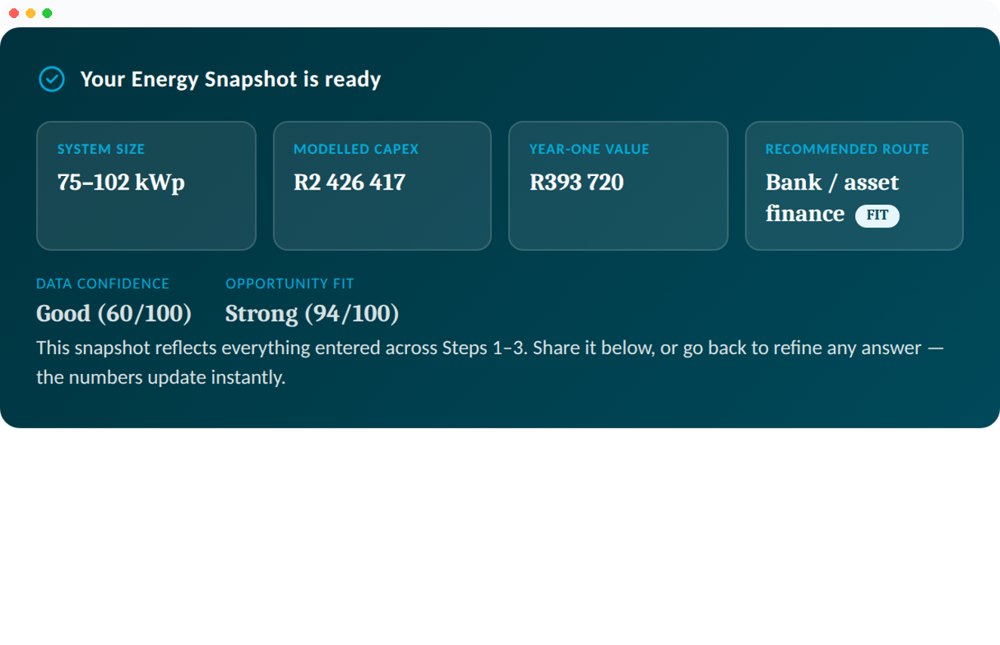 Your Energy Snapshot is ready
SYSTEM SIZE
75–102 kWp
MODELLED CAPEX
R2 426 417
YEAR-ONE VALUE
R393 720
RECOMMENDED ROUTE
Bank / asset
finance FIT
DATA CONFIDENCE
Good (60/100)
OPPORTUNITY FIT
Strong (94/100)
This snapshot reflects everything entered across Steps 1–3. Share it below, or go back to refine any answer —
the numbers update instantly.